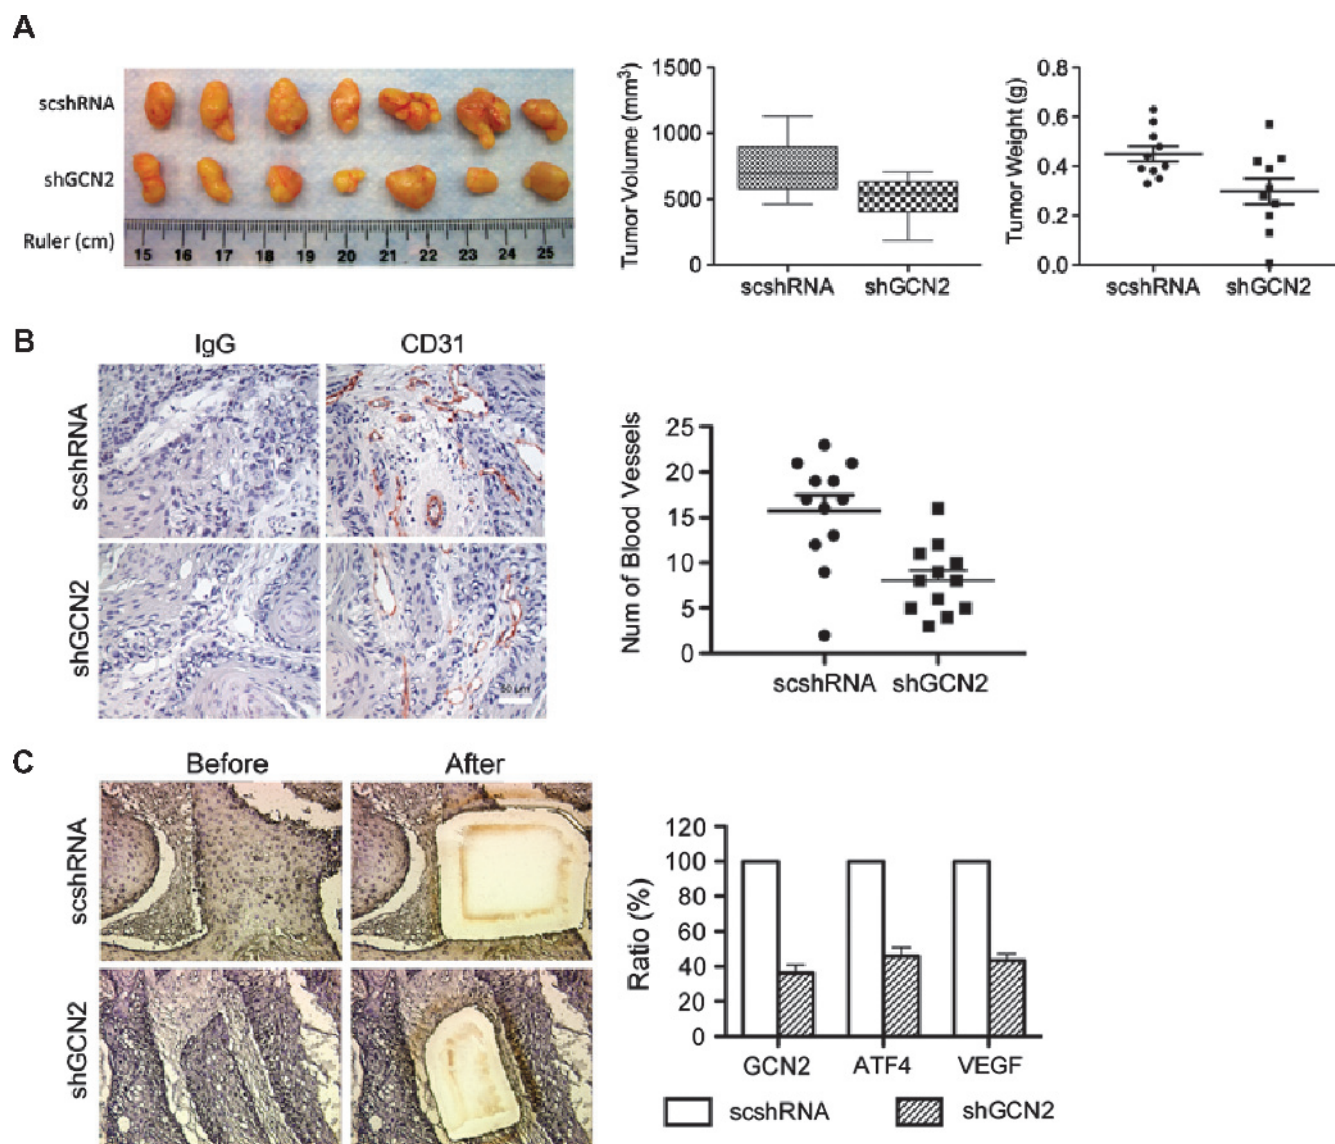 A
scshRNA
shGCN2
Ruler (cm)
15 16 17 18 19 20 21 22 23 24 25
Tumor Volume (mm³)
1500
1000
500
0
scshRNA shGCN2
Tumor Weight (g)
0.8
0.6
0.4
0.2
0.0
scshRNA shGCN2
B
IgG CD31
scshRNA
shGCN2
50 μm
Num of Blood Vessels
25
20
15
10
5
0
scshRNA shGCN2
C
Before After
scshRNA
shGCN2
Ratio (%)
120
100
80
60
40
20
0
GCN2 ATF4 VEGF
scshRNA shGCN2